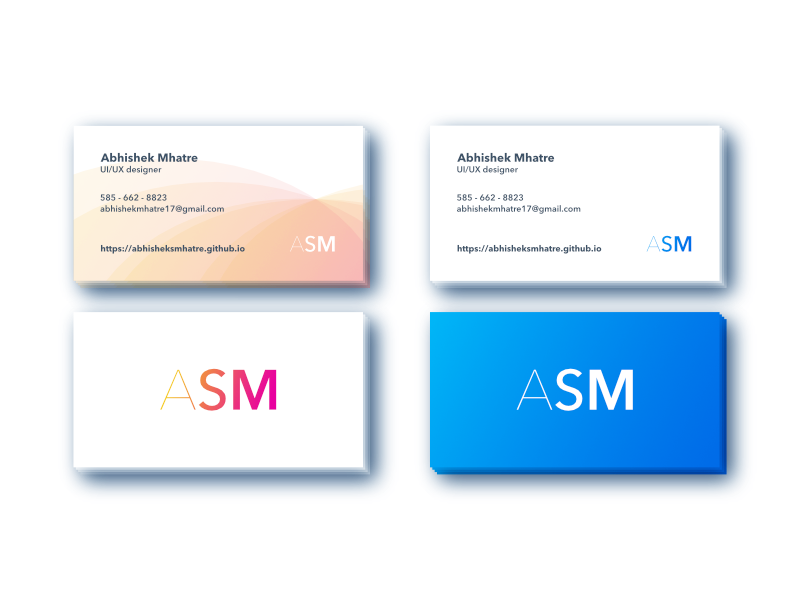 Abhishek Mhatre
UI/UX designer
585 - 662 - 8823
abhishekmhatre17@gmail.com
https://abhisheksmhatre.github.io
ASM
Abhishek Mhatre
UI/UX designer
585 - 662 - 8823
abhishekmhatre17@gmail.com
https://abhisheksmhatre.github.io
ASM
ASM
ASM